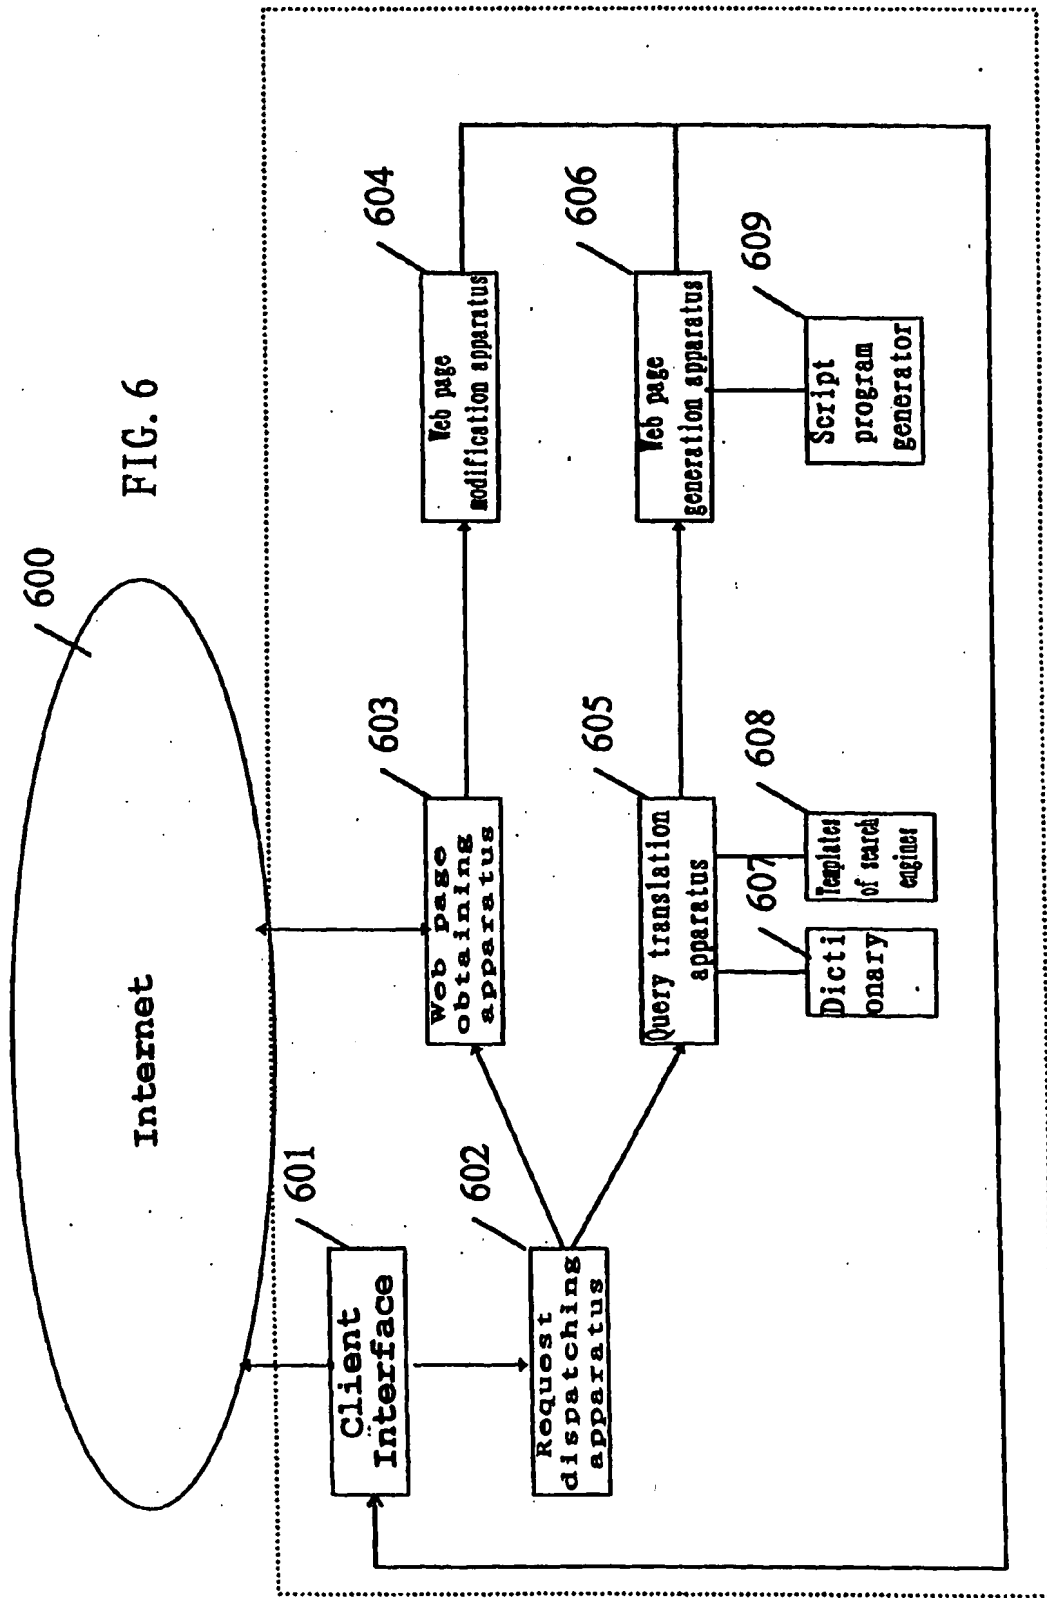 600
Internet
FIG. 6
601
Client
Interface
602
Request
dispatching
apparatus
603
Web page
obtaining
apparatus
604
Web page
modification apparatus
605
Query translation
apparatus
606
Web page
generation apparatus
607
Dicti
onary
608
Templates
of search
engines
609
Script
program
generator